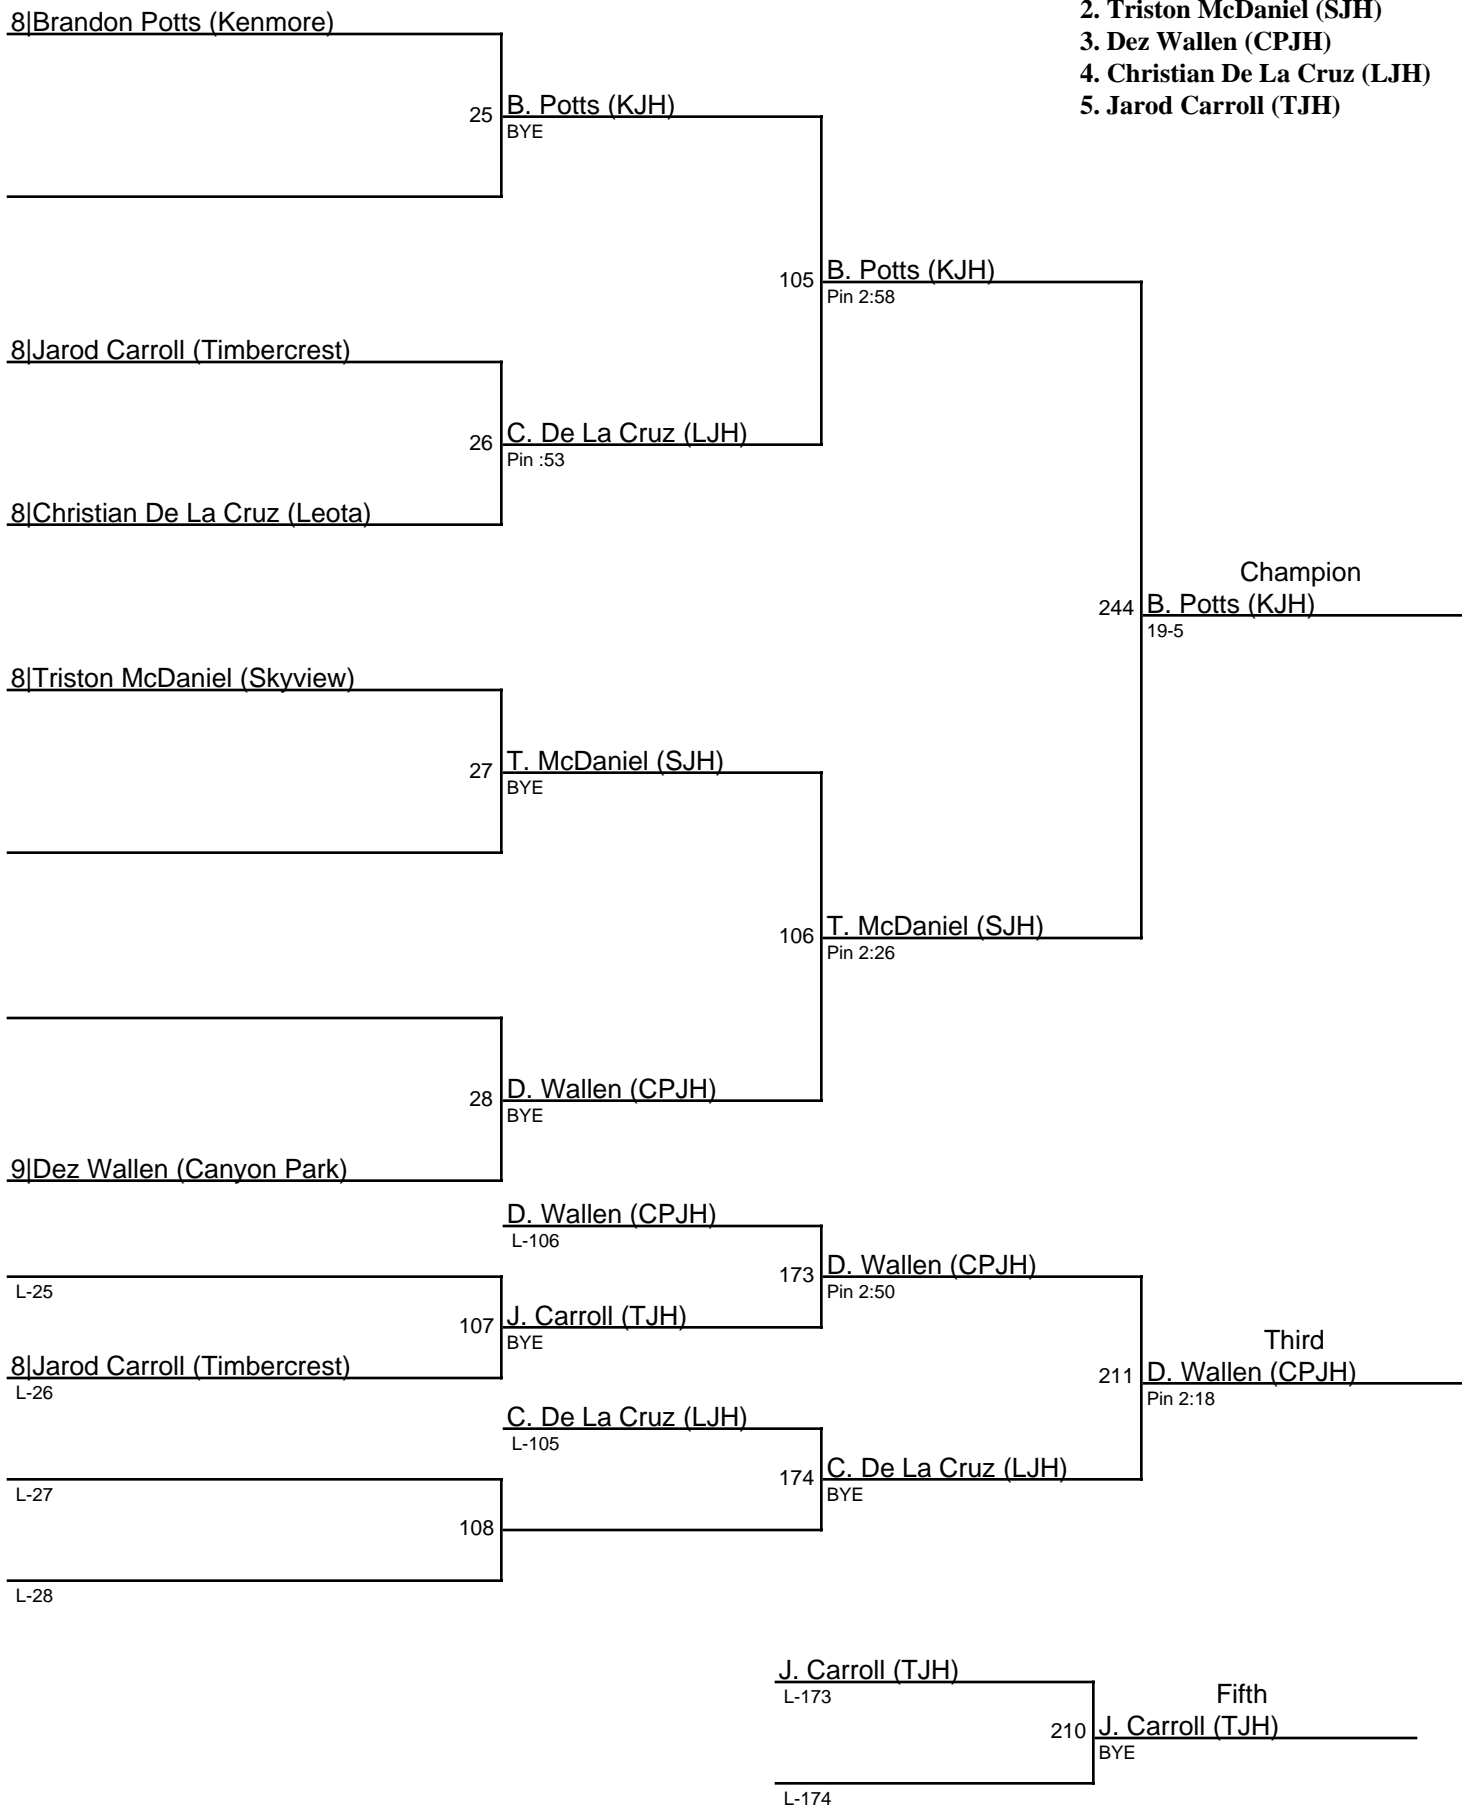 8|Brandon Potts (Kenmore)
2. Triston McDaniel (SJH)
3. Dez Wallen (CPJH)
4. Christian De La Cruz (LJH)
5. Jarod Carroll (TJH)
25
B. Potts (KJH)
BYE
105
B. Potts (KJH)
Pin 2:58
8|Jarod Carroll (Timbercrest)
26
C. De La Cruz (LJH)
Pin :53
8|Christian De La Cruz (Leota)
Champion
244
B. Potts (KJH)
19-5
8|Triston McDaniel (Skyview)
27
T. McDaniel (SJH)
BYE
106
T. McDaniel (SJH)
Pin 2:26
28
D. Wallen (CPJH)
BYE
9|Dez Wallen (Canyon Park)
D. Wallen (CPJH)
L-106
173
D. Wallen (CPJH)
Pin 2:50
L-25
107
J. Carroll (TJH)
BYE
8|Jarod Carroll (Timbercrest)
L-26
Third
211
D. Wallen (CPJH)
Pin 2:18
C. De La Cruz (LJH)
L-105
174
C. De La Cruz (LJH)
BYE
L-27
108
L-28
J. Carroll (TJH)
L-173
Fifth
210
J. Carroll (TJH)
BYE
L-174